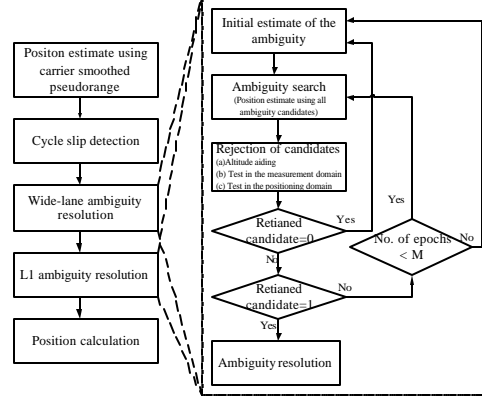 Positon estimate using
carrier smoothed
pseudorange
Cycle slip detection
Wide-lane ambiguity
resolution
L1 ambiguity resolution
Position calculation
Initial estimate of the
ambiguity
Ambiguity search
(Position estimate using all
ambiguity candidates)
Rejection of candidates
(a)Altitude aiding
(b) Test in the measurement domain
(c) Test in the positioning domain
Retianed
candidate=0
Yes
No
Retianed
candidate=1
No
Yes
Ambiguity resolution
Yes
No. of epochs
< M
No